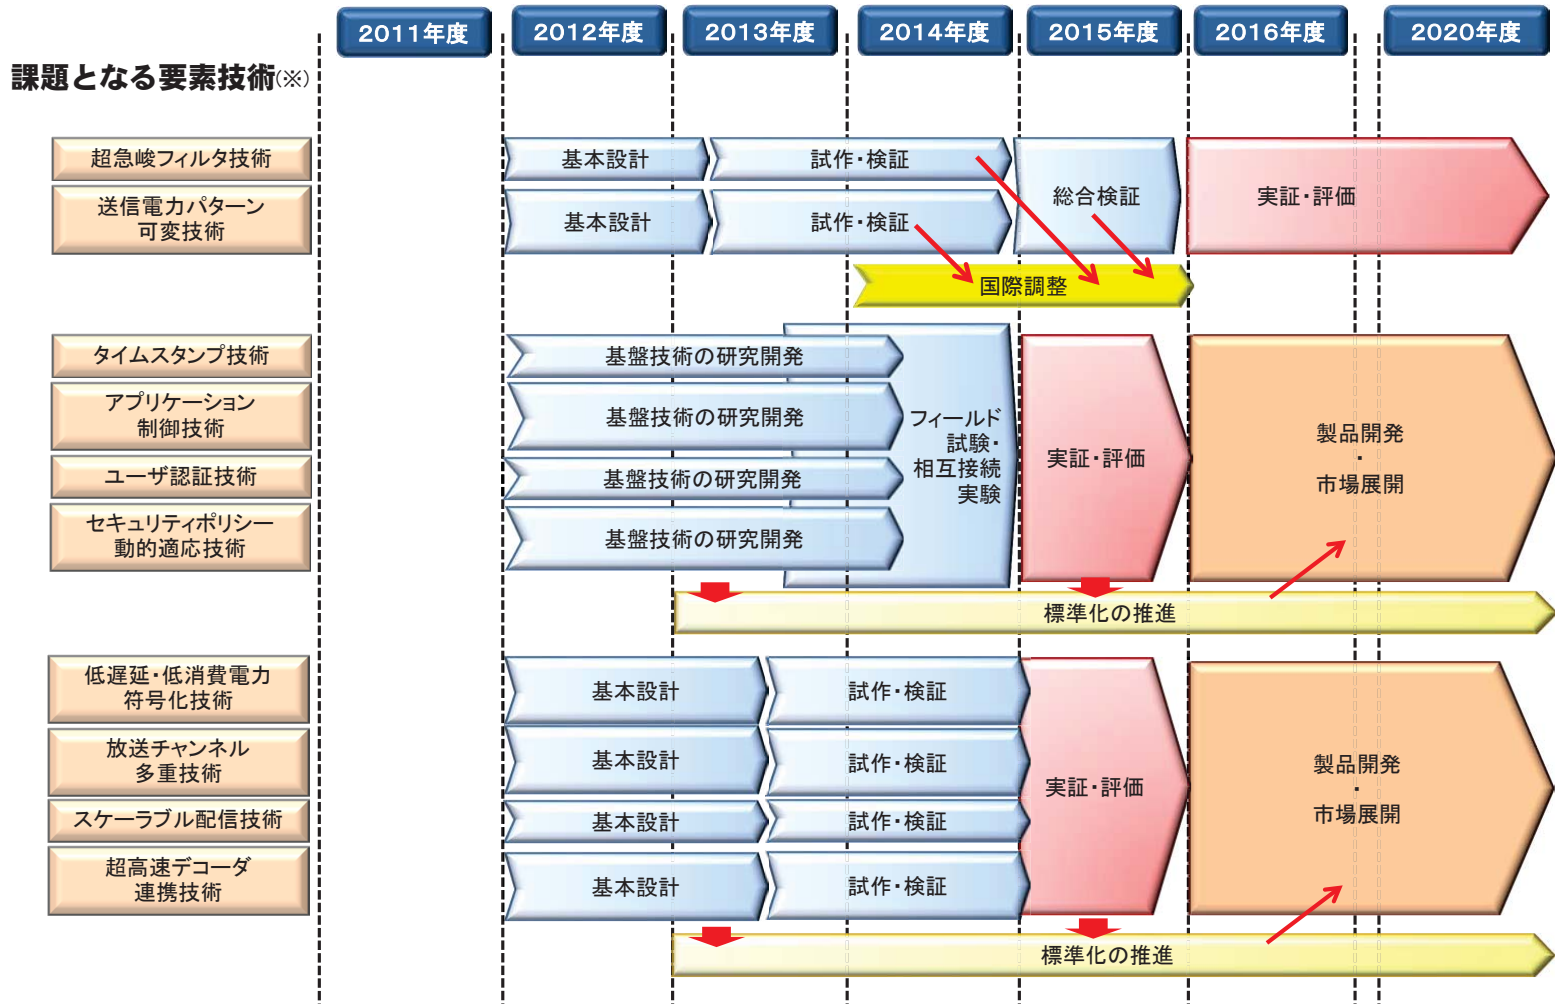 2011年度
2012年度
2013年度
2014年度
2015年度
2016年度
2020年度
課題となる要素技術(※)
超急峻フィルタ技術
基本設計
試作・検証
送信電力パターン
可変技術
基本設計
試作・検証
総合検証
実証・評価
国際調整
タイムスタンプ技術
基盤技術の研究開発
アプリケーション
制御技術
基盤技術の研究開発
ユーザ認証技術
基盤技術の研究開発
セキュリティポリシー
動的適応技術
基盤技術の研究開発
フィールド
試験・
相互接続
実験
実証・評価
製品開発
・
市場展開
標準化の推進
低遅延・低消費電力
符号化技術
基本設計
試作・検証
放送チャンネル
多重技術
基本設計
試作・検証
スケーラブル配信技術
基本設計
試作・検証
超高速デコーダ
連携技術
基本設計
試作・検証
実証・評価
製品開発
・
市場展開
標準化の推進